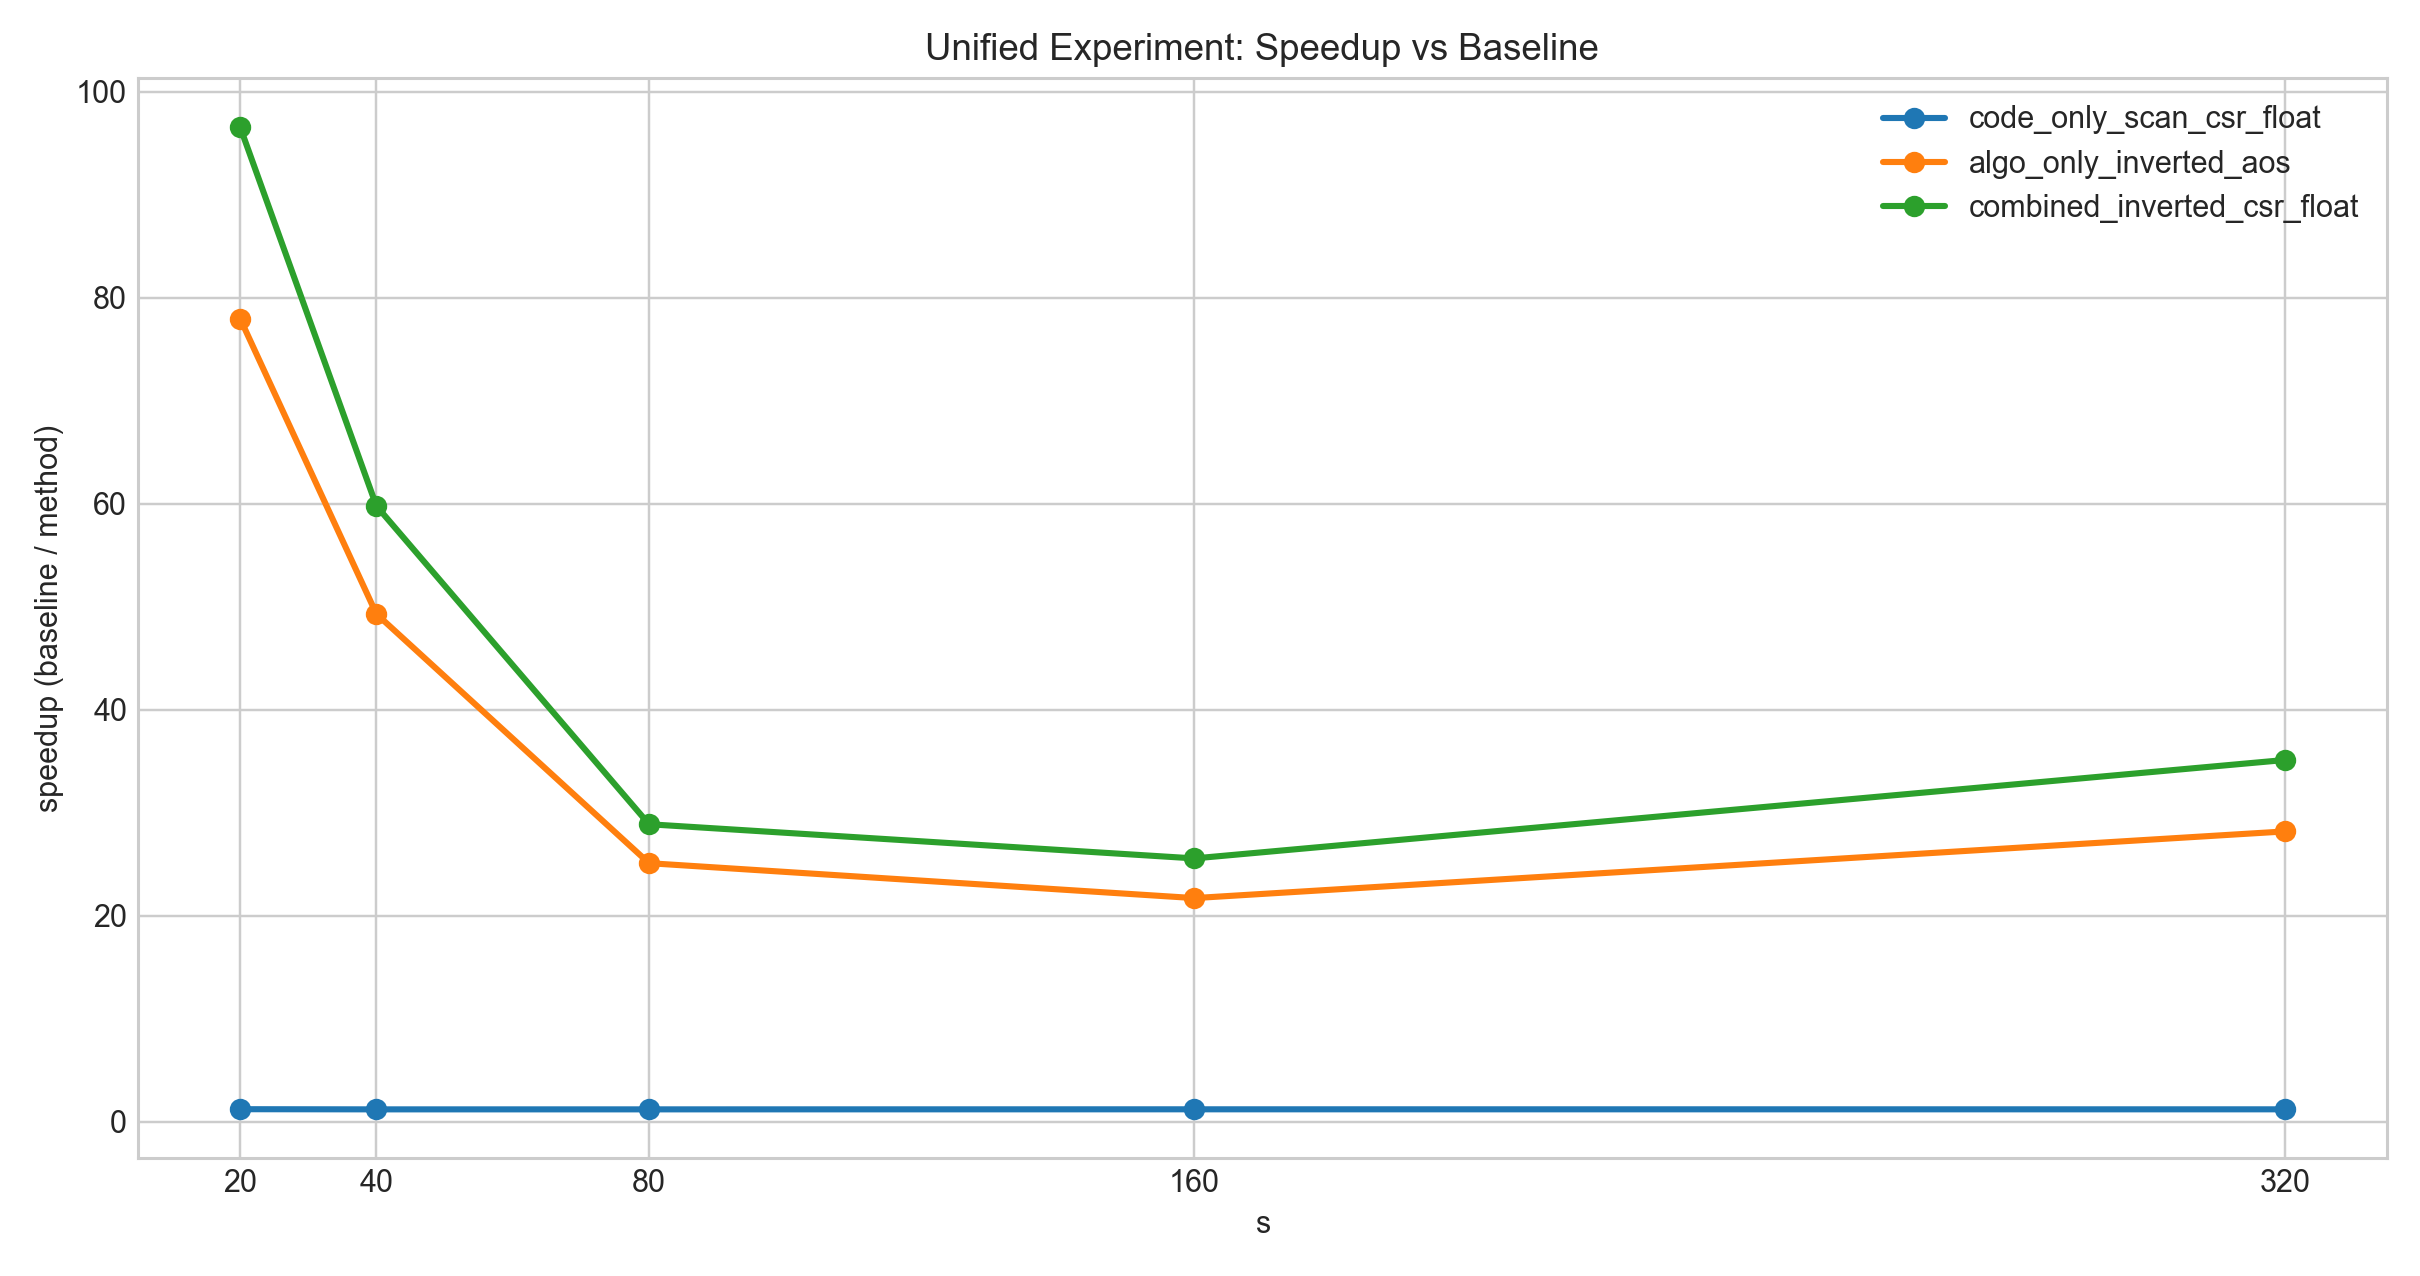 Unified Experiment: Speedup vs Baseline
code_only_scan_csr_float
algo_only_inverted_aos
combined_inverted_csr_float
speedup (baseline / method)
100
80
60
40
20
0
20 40 80 160 320
s